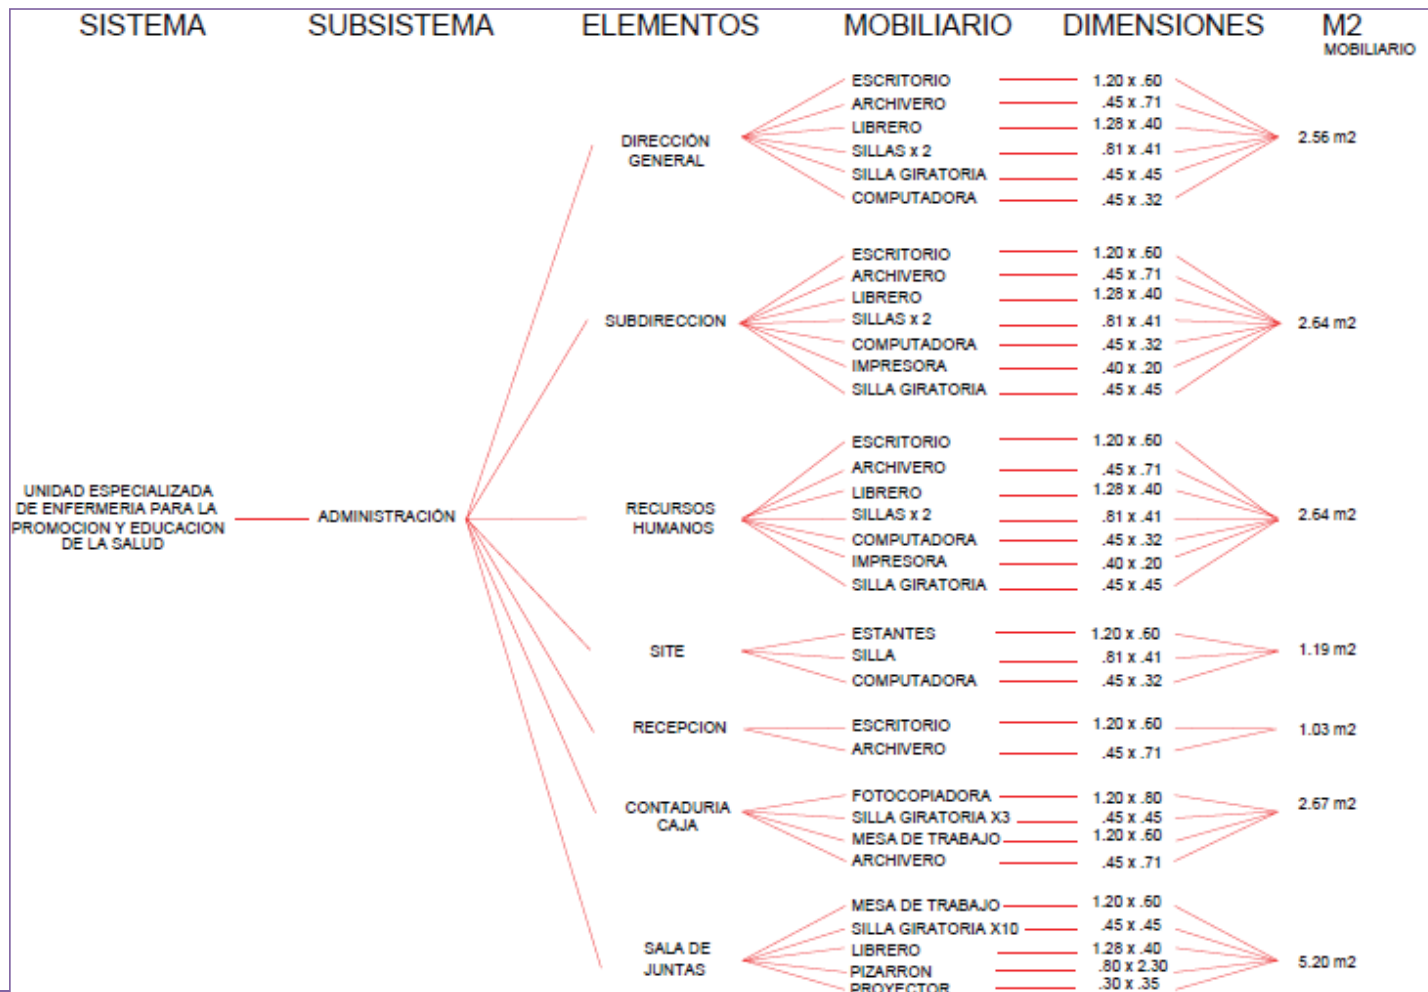 SISTEMA SUBSISTEMA ELEMENTOS MOBILIARIO DIMENSIONES M2
MOBILIARIO
UNIDAD ESPECIALIZADA
DE ENFERMERIA PARA LA
PROMOCION Y EDUCACION
DE LA SALUD
ADMINISTRACIÓN
DIRECCIÓN
GENERAL
ESCRITORIO 1.20 x .60
ARCHIVERO .45 x .71
LIBRERO 1.28 x .40
SILLAS x 2 .81 x .41
SILLA GIRATORIA .45 x .45
COMPUTADORA .45 x .32
2.56 m2
SUBDIRECCION
ESCRITORIO 1.20 x .60
ARCHIVERO .45 x .71
LIBRERO 1.28 x .40
SILLAS x 2 .81 x .41
COMPUTADORA .45 x .32
IMPRESORA .40 x .20
SILLA GIRATORIA .45 x .45
2.64 m2
RECURSOS
HUMANOS
ESCRITORIO 1.20 x .60
ARCHIVERO .45 x .71
LIBRERO 1.28 x .40
SILLAS x 2 .81 x .41
COMPUTADORA .45 x .32
IMPRESORA .40 x .20
SILLA GIRATORIA .45 x .45
2.64 m2
SITE
ESTANTES 1.20 x .60
SILLA .81 x .41
COMPUTADORA .45 x .32
1.19 m2
RECEPCION
ESCRITORIO 1.20 x .60
ARCHIVERO .45 x .71
1.03 m2
CONTADURIA
CAJA
FOTOCOPIADORA 1.20 x .80
SILLA GIRATORIA X3 .45 x .45
MESA DE TRABAJO 1.20 x .60
ARCHIVERO .45 x .71
2.67 m2
SALA DE
JUNTAS
MESA DE TRABAJO 1.20 x .60
SILLA GIRATORIA X10 .45 x .45
LIBRERO 1.28 x .40
PIZARRON .80 x 2.30
PROYECTOR .30 x .35
5.20 m2